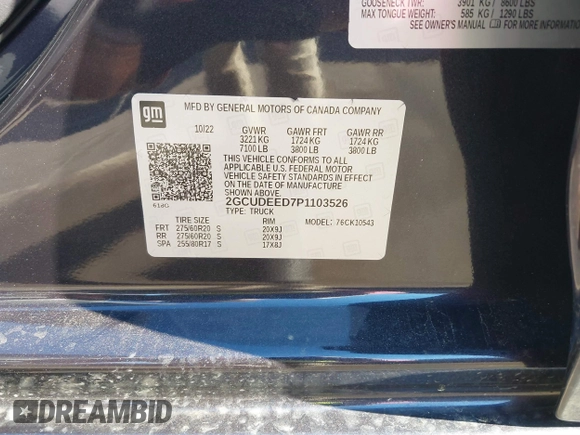 GOOSENECK TWR: 3901 KG / 8600 LBS
MAX TONGUE WEIGHT: 585 KG / 1290 LBS
SEE OWNER'S MANUAL FOR MORE INFORMATION
gm
MFD BY GENERAL MOTORS OF CANADA COMPANY
10/22 GVWR GAWR FRT GAWR RR
3221 KG 1724 KG 1724 KG
7100 LB 3800 LB 3800 LB
THIS VEHICLE CONFORMS TO ALL
APPLICABLE U.S. FEDERAL MOTOR
VEHICLE SAFETY STANDARDS IN EFFECT
ON THE DATE OF MANUFACTURE
SHOWN ABOVE.
2GCUDEED7P1103526
TYPE: TRUCK MODEL: 76CK10543
TIRE SIZE RIM
FRT 275/60R20 S 20X9J
RR 275/60R20 S 20X9J
SPA 255/80R17 S 17X8J
DREAMBID